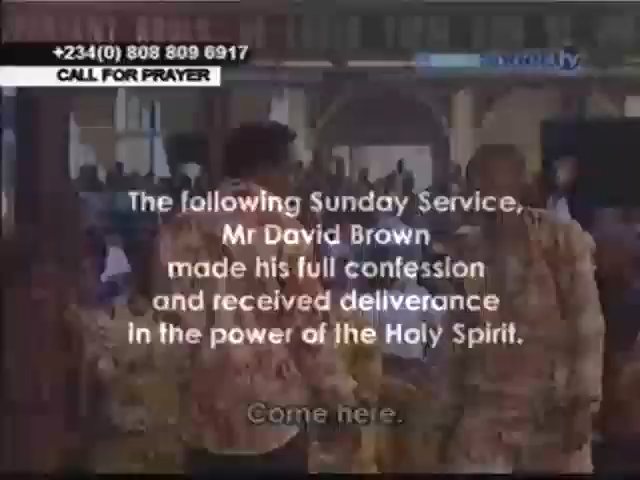 +234(0) 808 809 6917
CALL FOR PRAYER
The following Sunday Service,
Mr David Brown
made his full confession
and received deliverance
in the power of the Holy Spirit.
Come here.